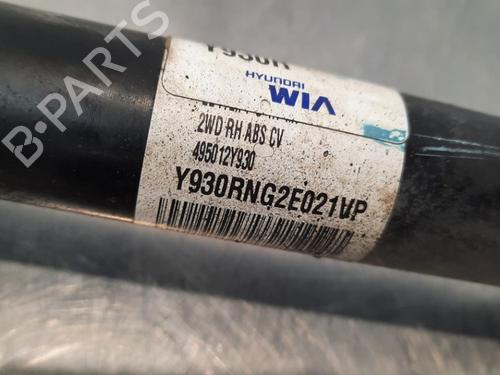 Y930R
HYUNDAI
WIA
2WD RH ABS CV
495012Y930
Y930RNG2E021VP
B-PARTS